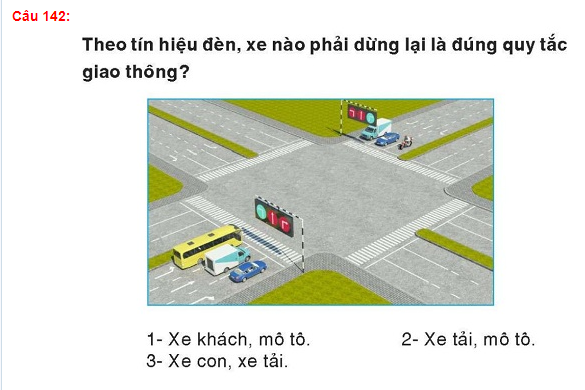 Câu 142:
Theo tín hiệu đèn, xe nào phải dừng lại là đúng quy tắc
giao thông?
1- Xe khách, mô tô.
2- Xe tải, mô tô.
3- Xe con, xe tải.